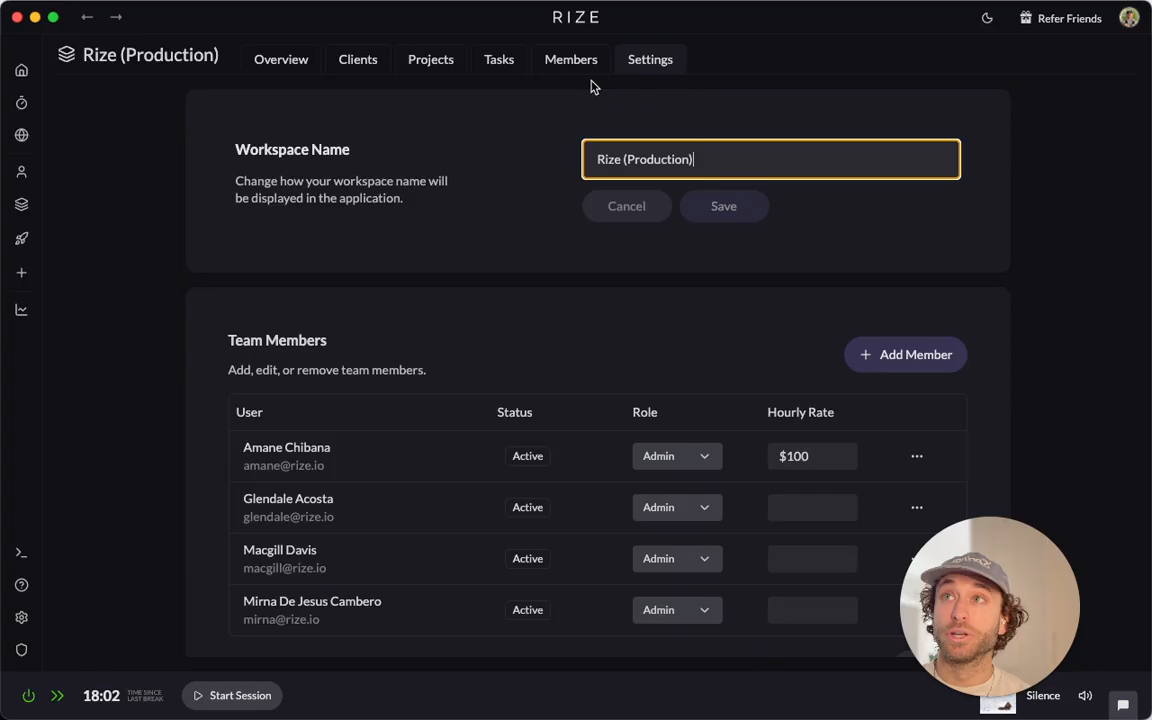 RIZE
Refer Friends
Rize (Production)
Overview
Clients
Projects
Tasks
Members
Settings
Workspace Name
Change how your workspace name will
be displayed in the application.
Rize (Production)
Cancel
Save
Team Members
Add, edit, or remove team members.
+ Add Member
User
Status
Role
Hourly Rate
Amane Chibana
amane@rize.io
Active
Admin
$100
Glendale Acosta
glendale@rize.io
Active
Admin
Macgill Davis
macgill@rize.io
Active
Admin
Mirna De Jesus Cambero
mirna@rize.io
Active
Admin
18:02
TIME SINCE
LAST BREAK
Start Session
Silence